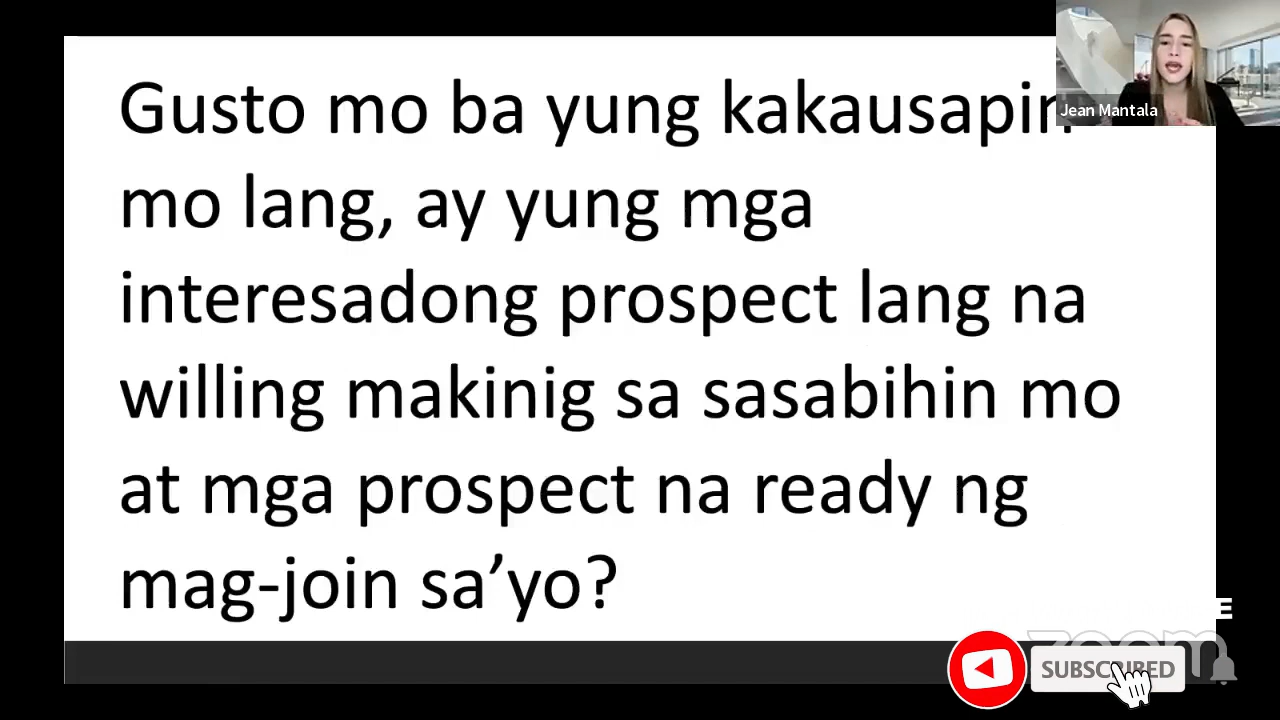 Jean Mantala
Gusto mo ba yung kakausapin
mo lang, ay yung mga
interesadong prospect lang na
willing makinig sa sasabihin mo
at mga prospect na ready ng
mag-join sa’yo?
zoom
SUBSCRIBED